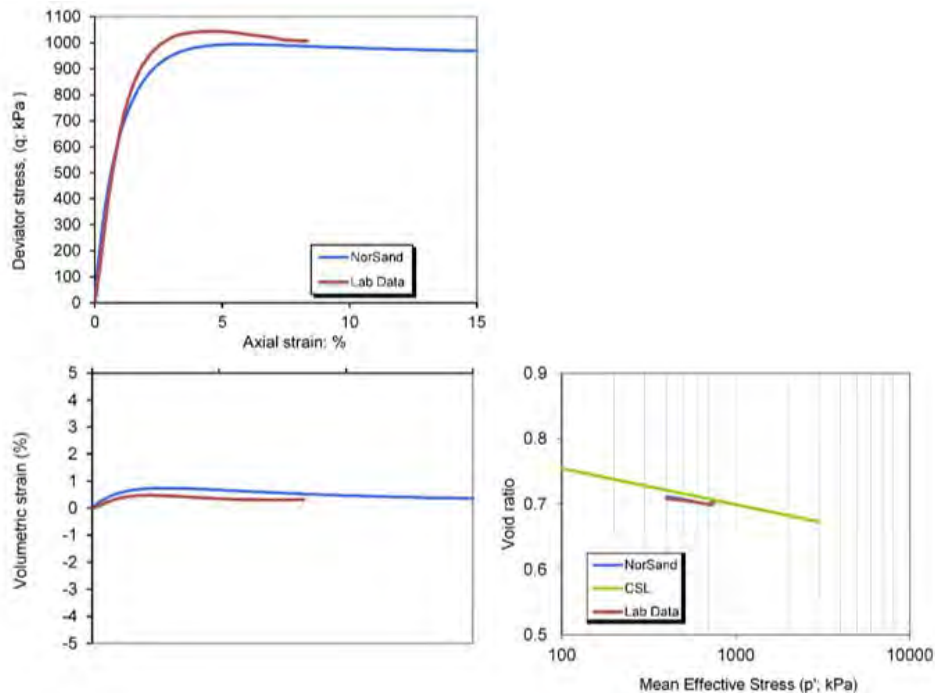 1100
1000
900
800
700
600
500
400
300
200
100
0
Deviator stress, (q; kPa )
NorSand
Lab Data
0 5 10 15
Axial strain: %
5
4
3
2
1
0
-1
-2
-3
-4
-5
Volumetric strain (%)
0.9
0.8
0.7
0.6
0.5
Void ratio
NorSand
CSL
Lab Data
100 1000 10000
Mean Effective Stress (p'; kPa)